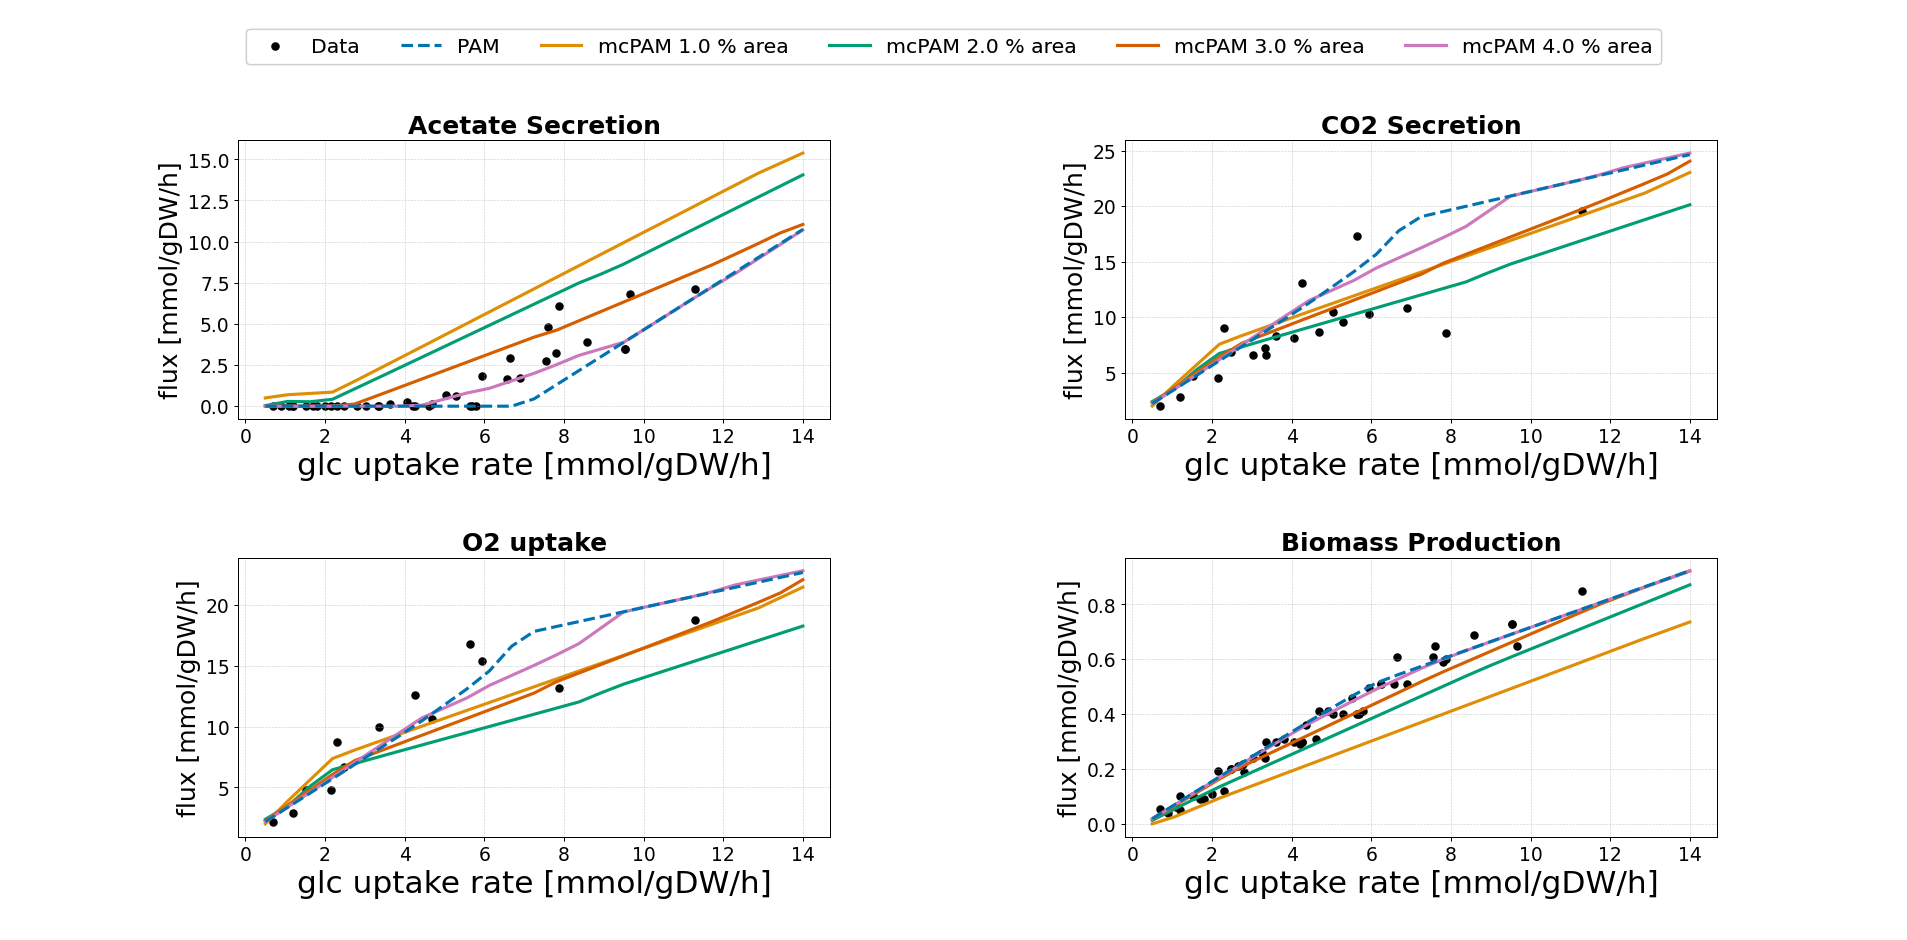 Data PAM mcPAM 1.0 % area mcPAM 2.0 % area mcPAM 3.0 % area mcPAM 4.0 % area
Acetate Secretion
flux [mmol/gDW/h]
15.0
12.5
10.0
7.5
5.0
2.5
0.0
0 2 4 6 8 10 12 14
glc uptake rate [mmol/gDW/h]
CO2 Secretion
flux [mmol/gDW/h]
25
20
15
10
5
0 2 4 6 8 10 12 14
glc uptake rate [mmol/gDW/h]
O2 uptake
flux [mmol/gDW/h]
20
15
10
5
0 2 4 6 8 10 12 14
glc uptake rate [mmol/gDW/h]
Biomass Production
flux [mmol/gDW/h]
0.8
0.6
0.4
0.2
0.0
0 2 4 6 8 10 12 14
glc uptake rate [mmol/gDW/h]